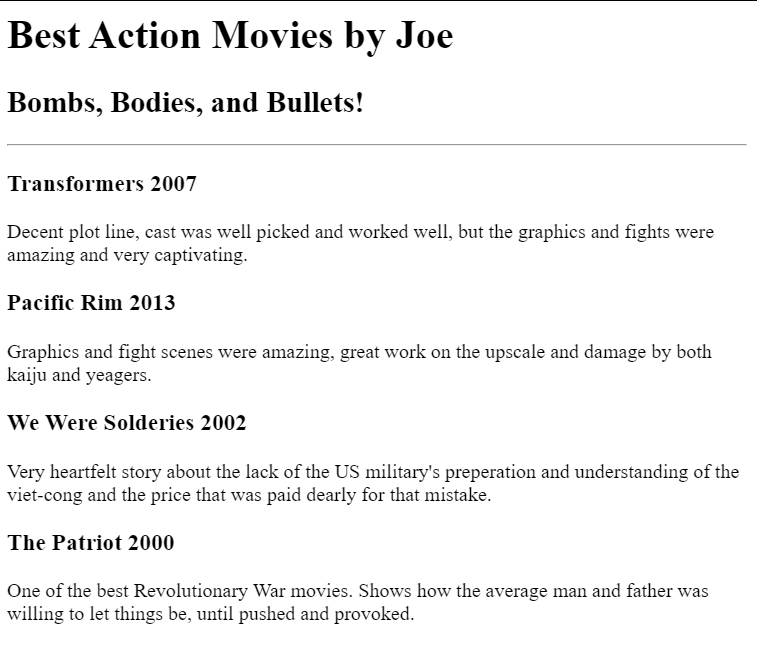 Best Action Movies by Joe
Bombs, Bodies, and Bullets!
Transformers 2007
Decent plot line, cast was well picked and worked well, but the graphics and fights were
amazing and very captivating.
Pacific Rim 2013
Graphics and fight scenes were amazing, great work on the upscale and damage by both
kaiju and yeagers.
We Were Solderies 2002
Very heartfelt story about the lack of the US military's preperation and understanding of the
viet-cong and the price that was paid dearly for that mistake.
The Patriot 2000
One of the best Revolutionary War movies. Shows how the average man and father was
willing to let things be, until pushed and provoked.